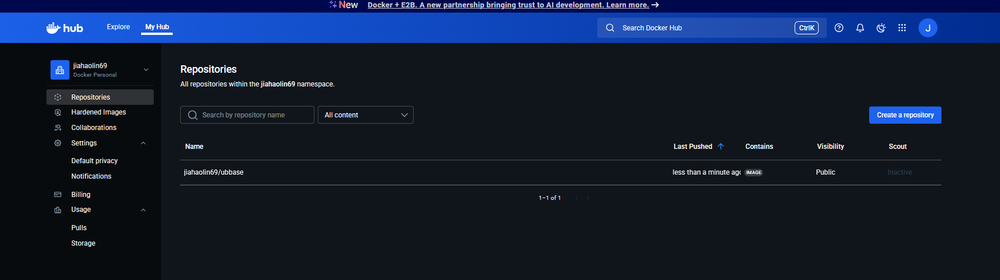 New Docker + E2B. A new partnership bringing trust to AI development. Learn more. →
hub Explore My Hub Search Docker Hub CtrlK J
jiahaolin69
Docker Personal
Repositories
Hardened Images
Collaborations
Settings
Default privacy
Notifications
Billing
Usage
Pulls
Storage
Repositories
All repositories within the jiahaolin69 namespace.
Search by repository name All content Create a repository
Name Last Pushed Contains Visibility Scout
jiahaolin69/ubbase less than a minute ago IMAGE Public Inactive
1–1 of 1